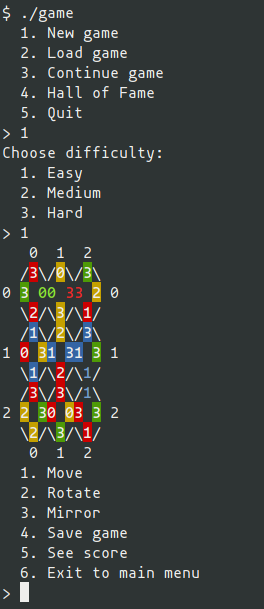 $ ./game
  1. New game
  2. Load game
  3. Continue game
  4. Hall of Fame
  5. Quit
> 1
Choose difficulty:
  1. Easy
  2. Medium
  3. Hard
> 1
   0 1 2
  /3\/0\/3\
0 3 00 33 2 0
  \2/\3/\1/
  /1\/2\/3\
1 0 31 31 3 1
  \1/\2/\1/
  /3\/3\/1\
2 2 30 03 3 2
  \2/\3/\1/
   0 1 2
  1. Move
  2. Rotate
  3. Mirror
  4. Save game
  5. See score
  6. Exit to main menu
>